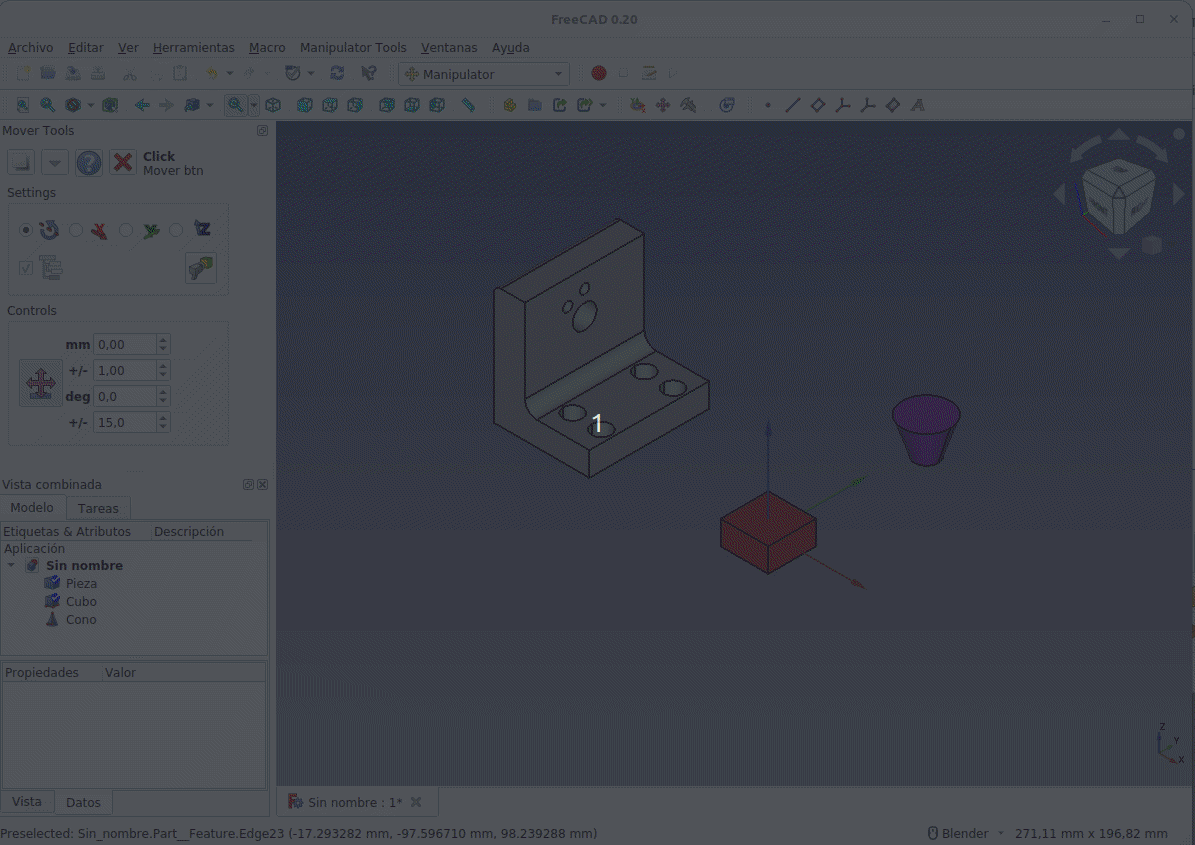 FreeCAD 0.20
Archivo Editar Ver Herramientas Macro Manipulator Tools Ventanas Ayuda
Manipulator
Mover Tools
Click
Mover btn
Settings
X Y Z
Controls
mm 0,00
+/- 1,00
deg 0,0
+/- 15,0
1
Vista combinada
Modelo Tareas
Etiquetas & Atributos Descripción
Aplicación
Sin nombre
Pieza
Cubo
Cono
Propiedades Valor
Z
Y
X
Vista Datos
Sin nombre : 1*
Preselected: Sin_nombre.Part__Feature.Edge23 (-17.293282 mm, -97.596710 mm, 98.239288 mm) Blender 271,11 mm x 196,82 mm